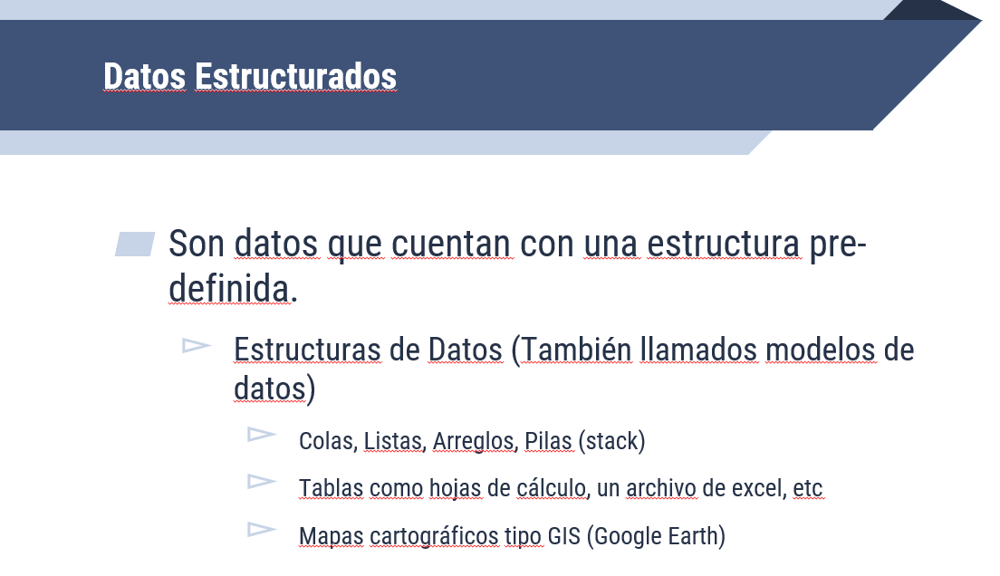 Datos Estructurados
Son datos que cuentan con una estructura pre-
definida.
Estructuras de Datos (También llamados modelos de
datos)
Colas, Listas, Arreglos, Pilas (stack)
Tablas como hojas de cálculo, un archivo de excel, etc
Mapas cartográficos tipo GIS (Google Earth)